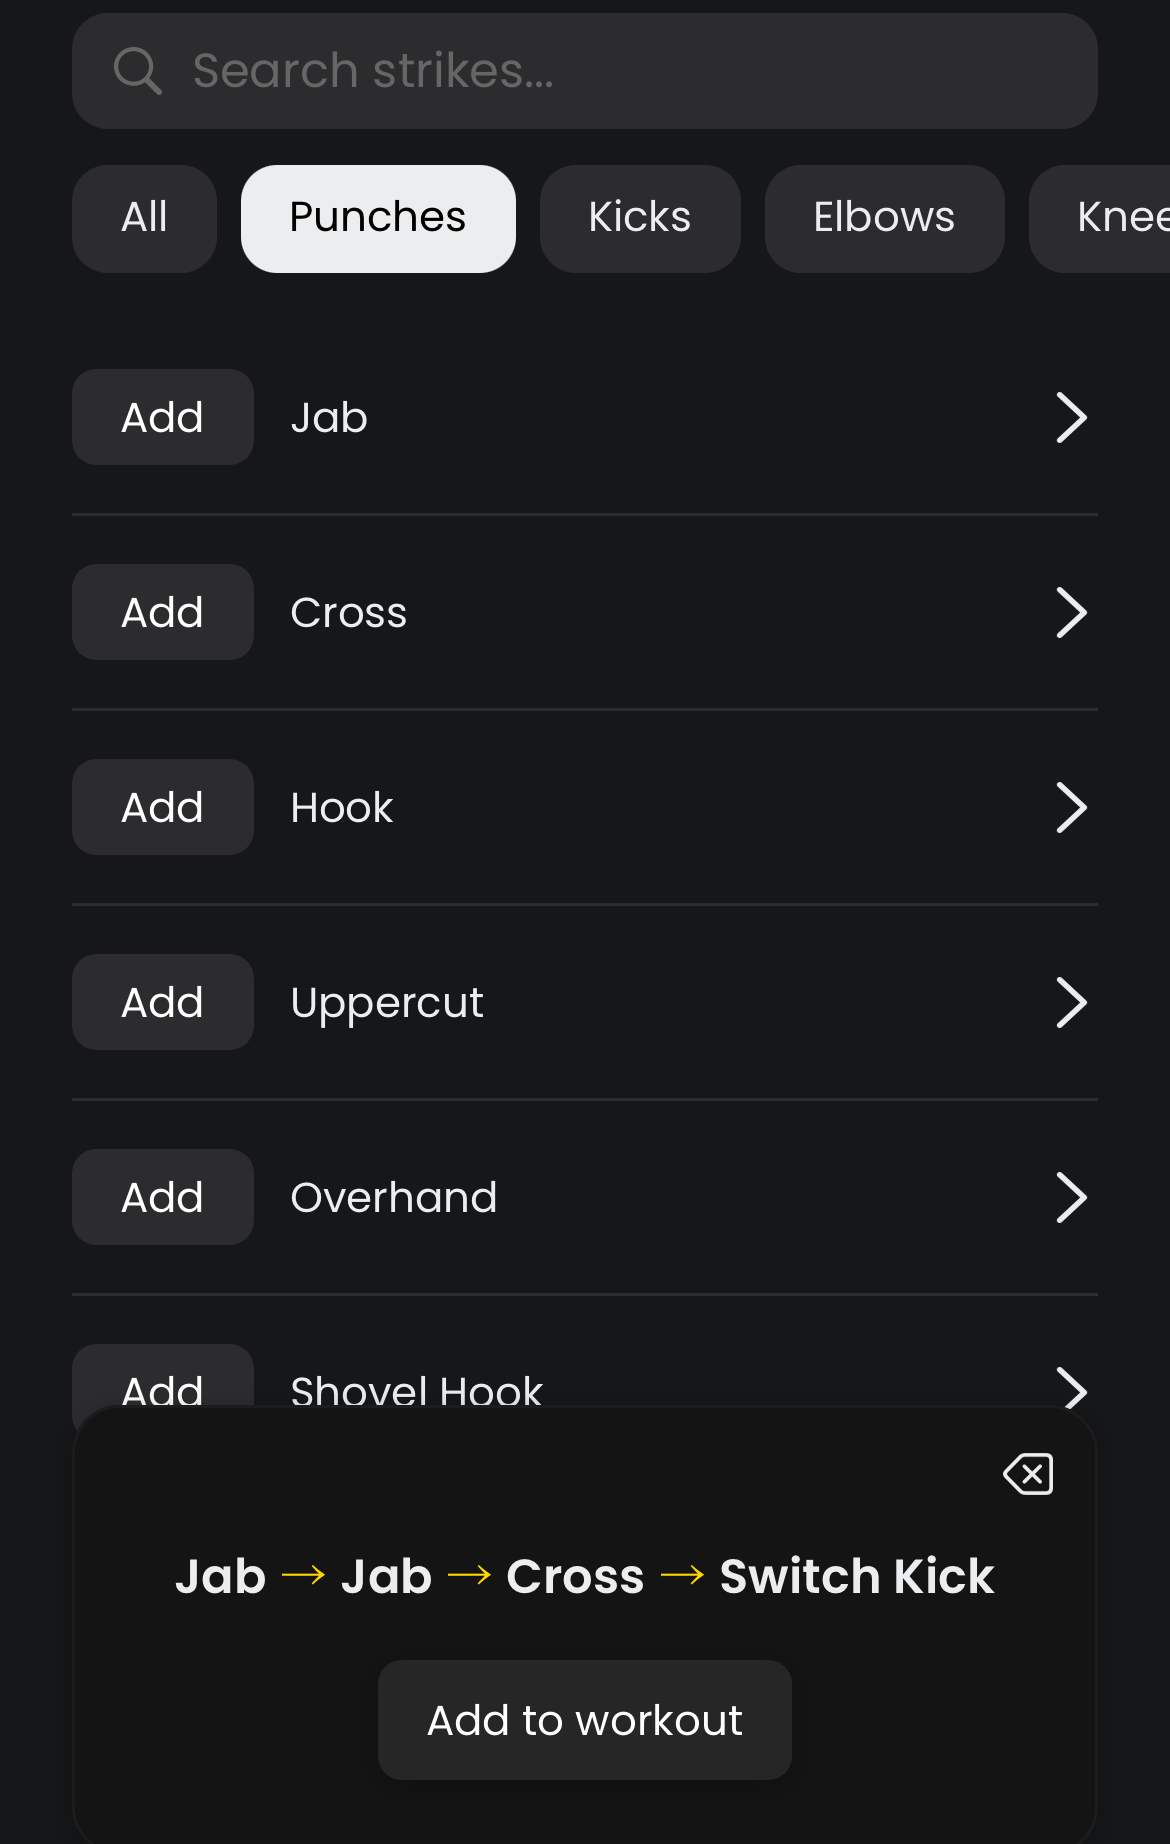 Search strikes...
All Punches Kicks Elbows Knee
Add Jab
Add Cross
Add Hook
Add Uppercut
Add Overhand
Add Shovel Hook
Jab → Jab → Cross → Switch Kick
Add to workout